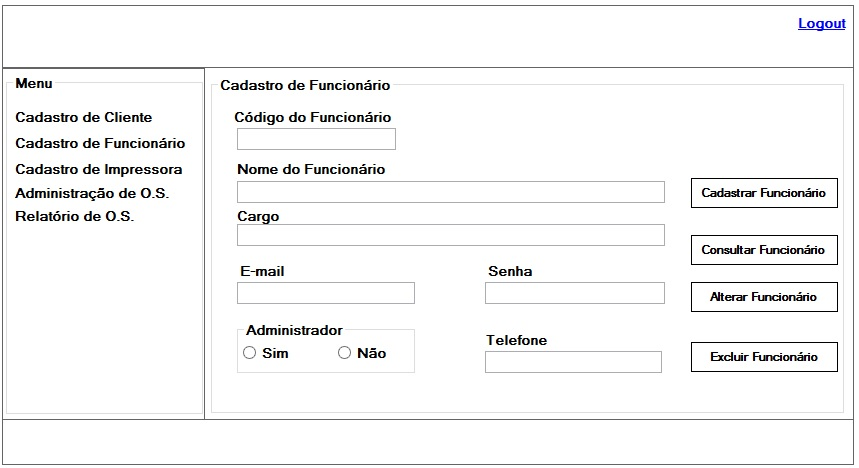 Logout
Menu
Cadastro de Cliente
Cadastro de Funcionário
Cadastro de Impressora
Administração de O.S.
Relatório de O.S.
Cadastro de Funcionário
Código do Funcionário
Nome do Funcionário
Cargo
E-mail
Senha
Administrador
Sim
Não
Telefone
Cadastrar Funcionário
Consultar Funcionário
Alterar Funcionário
Excluir Funcionário